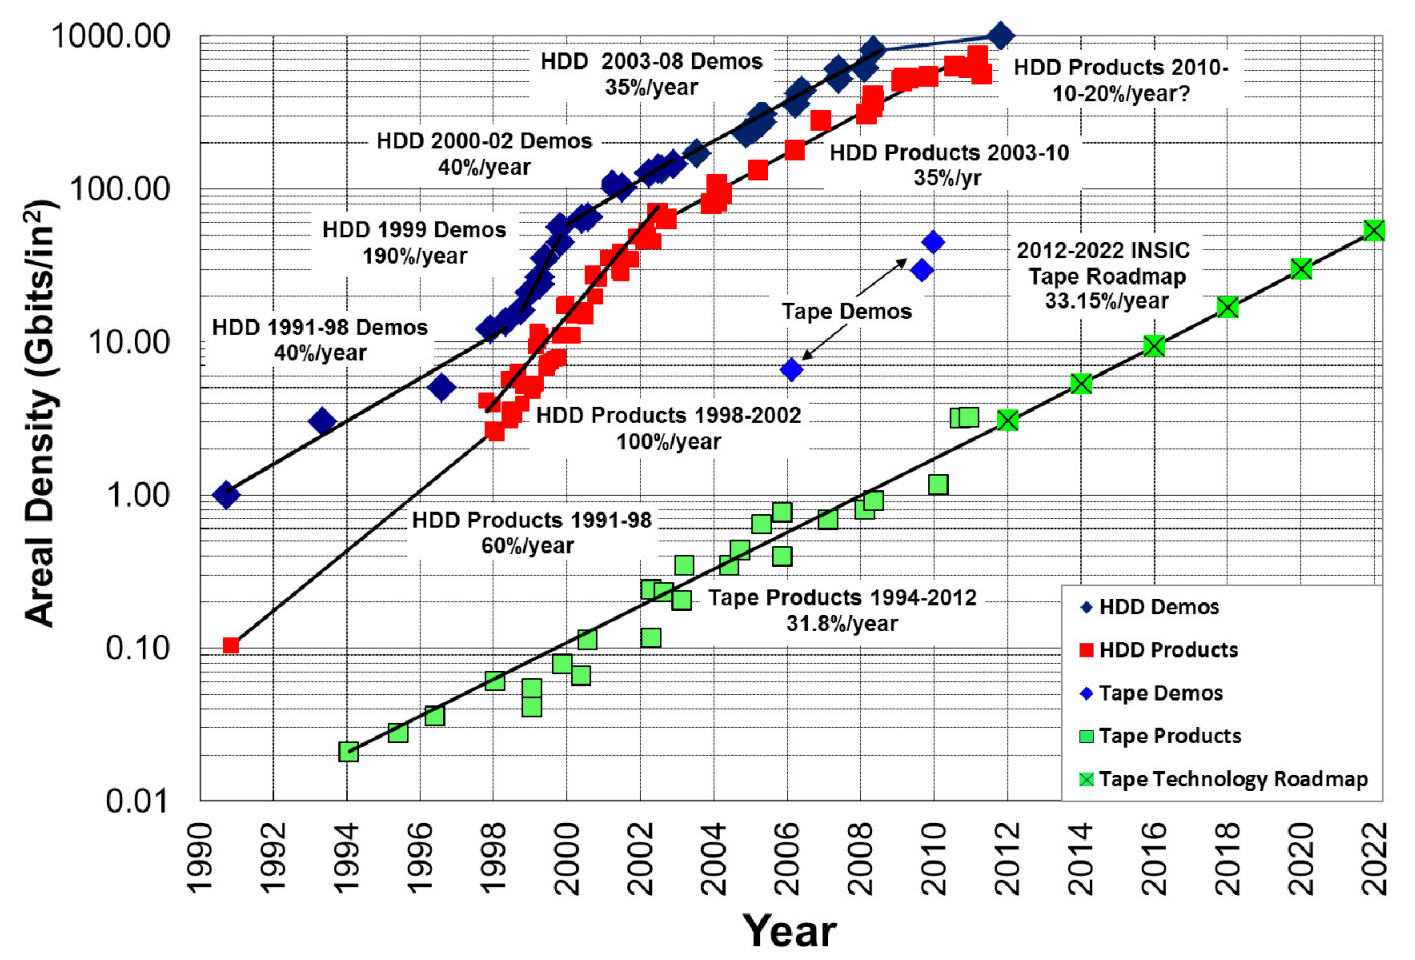 1000.00
100.00
10.00
1.00
0.10
0.01
Areal Density (Gbits/in²)
HDD 2003-08 Demos
35%/year
HDD Products 2010-
10-20%/year?
HDD 2000-02 Demos
40%/year
HDD Products 2003-10
35%/yr
HDD 1999 Demos
190%/year
2012-2022 INSIC
Tape Roadmap
33.15%/year
Tape Demos
HDD 1991-98 Demos
40%/year
HDD Products 1998-2002
100%/year
HDD Products 1991-98
60%/year
Tape Products 1994-2012
31.8%/year
HDD Demos
HDD Products
Tape Demos
Tape Products
Tape Technology Roadmap
1990
1992
1994
1996
1998
2000
2002
2004
2006
2008
2010
2012
2014
2016
2018
2020
2022
Year